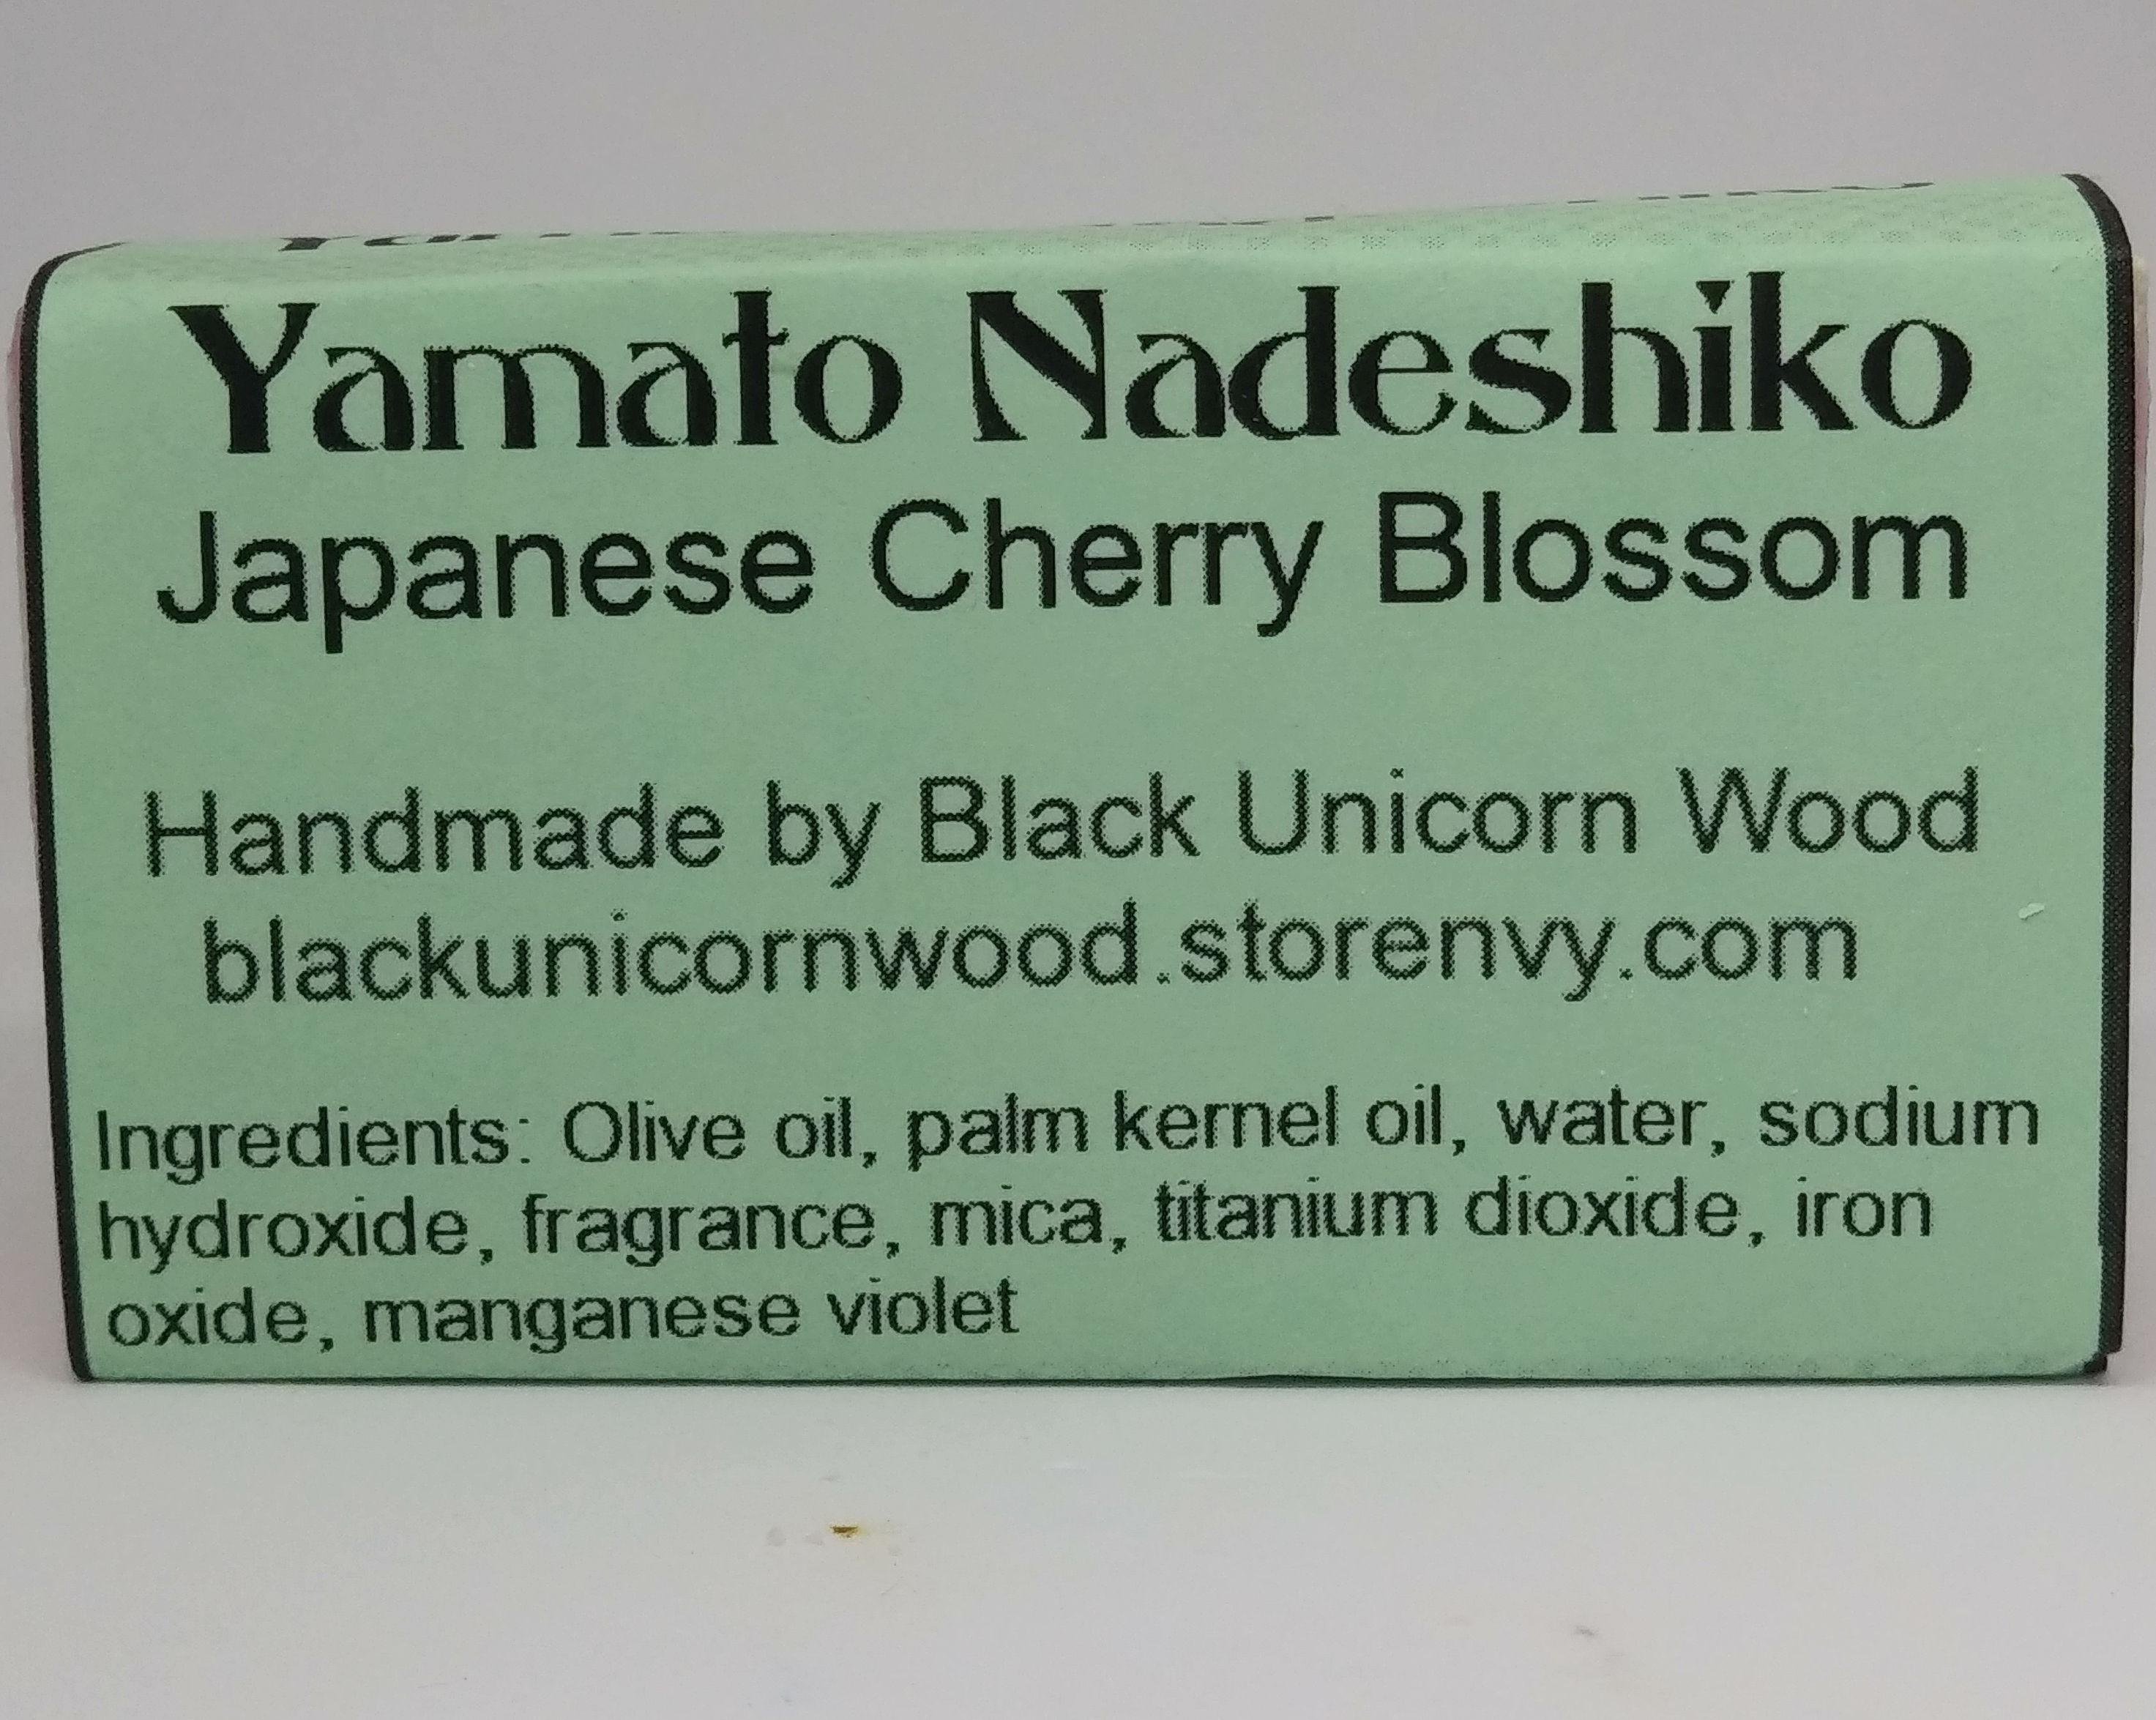 Yamato Nadeshiko
Japanese Cherry Blossom
Handmade by Black Unicorn Wood
blackunicornwood.storenvy.com
Ingredients: Olive oil, palm kernel oil, water, sodium
hydroxide, fragrance, mica, titanium dioxide, iron
oxide, manganese violet